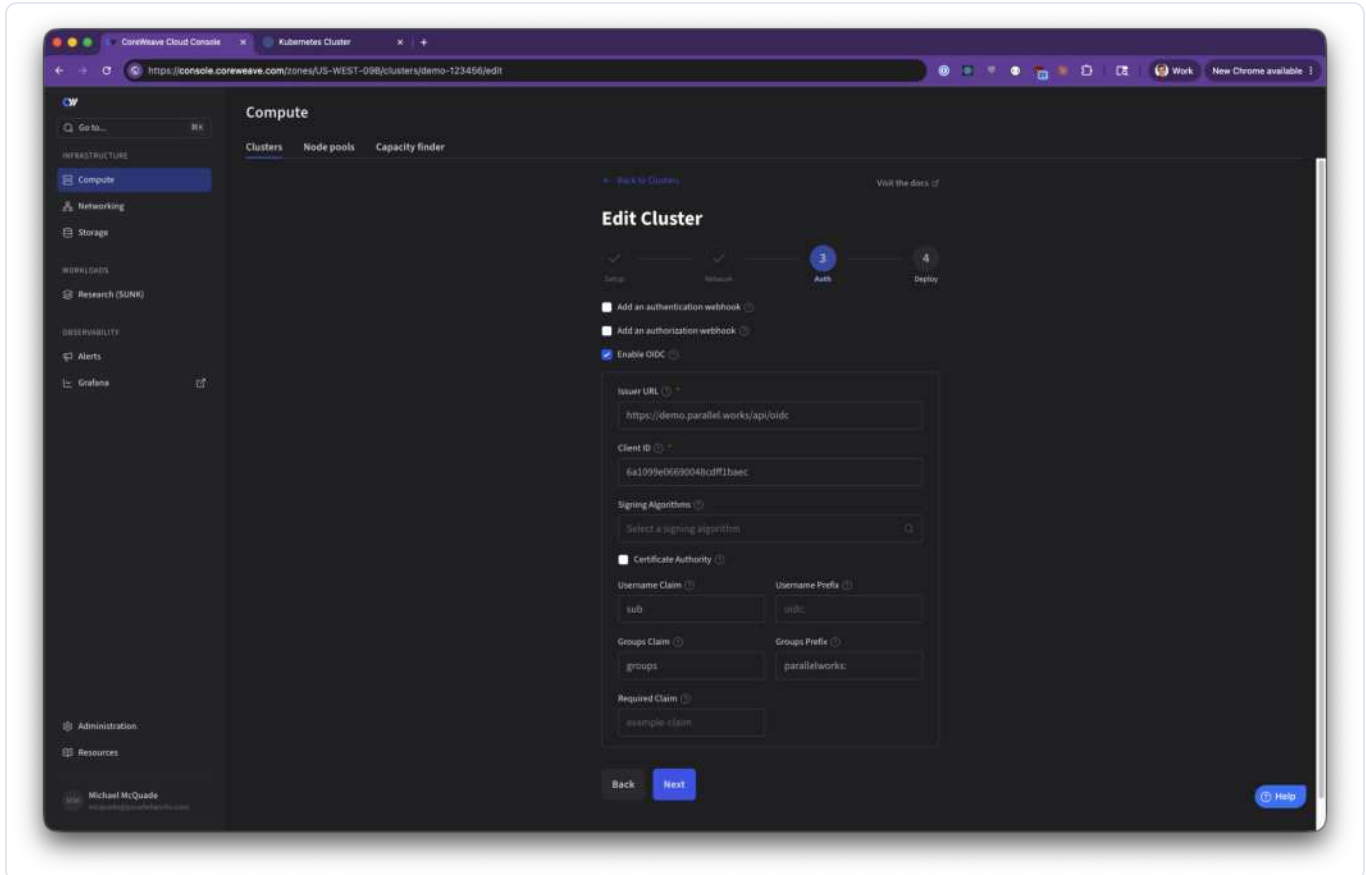 CoreWeave Cloud Console
Kubernetes Cluster
https://console.coreweave.com/zones/US-WEST-09B/clusters/demo-123456/edit
Work
New Chrome available
CW
Go to...
⌘K
INFRASTRUCTURE
Compute
Networking
Storage
WORKLOADS
Research (SUNK)
OBSERVABILITY
Alerts
Grafana
Administration
Resources
MM
Michael McQuade
Compute
Clusters Node pools Capacity finder
← Back to Clusters
Visit the docs
Edit Cluster
3 4
Setup Network Auth Deploy
Add an authentication webhook
Add an authorization webhook
Enable OIDC
Issuer URL *
https://demo.parallel.works/api/oidc
Client ID *
6a1099e06690048cdff1baec
Signing Algorithms
Select a signing algorithm
Certificate Authority
Username Claim Username Prefix
sub oidc:
Groups Claim Groups Prefix
groups parallelworks:
Required Claim
example-claim
Back Next
Help